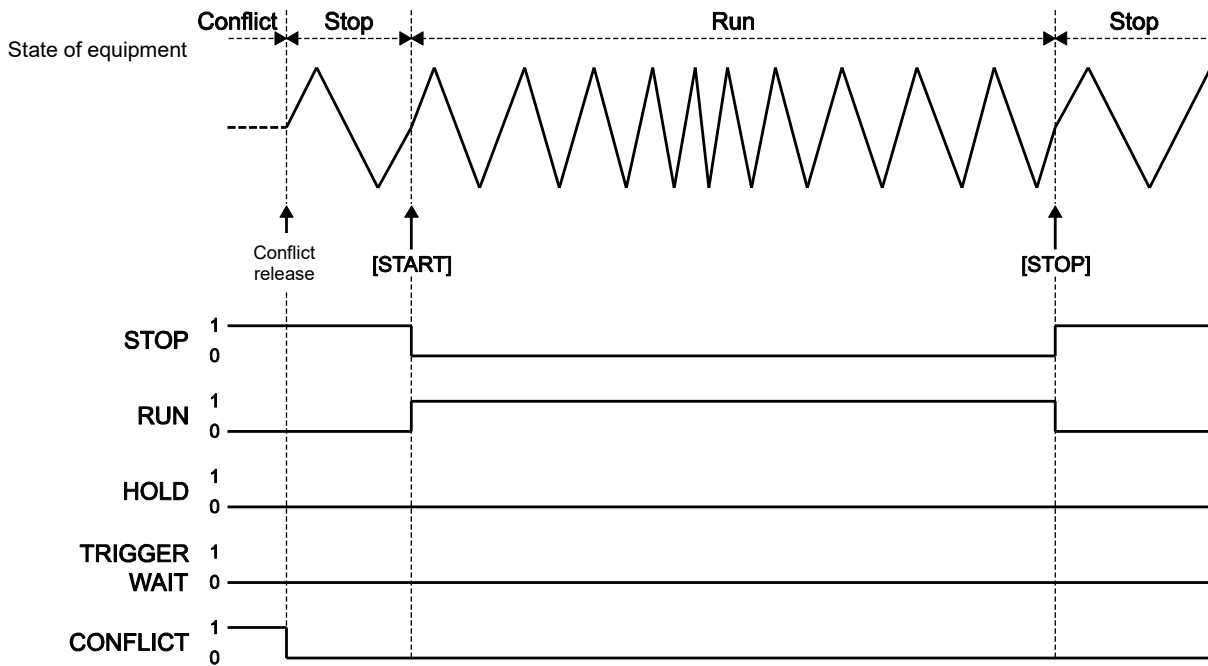 Conflict Stop Run Stop
State of equipment
Conflict
release
[START] [STOP]
STOP 1
0
RUN 1
0
HOLD 1
0
TRIGGER 1
WAIT 0
CONFLICT 1
0